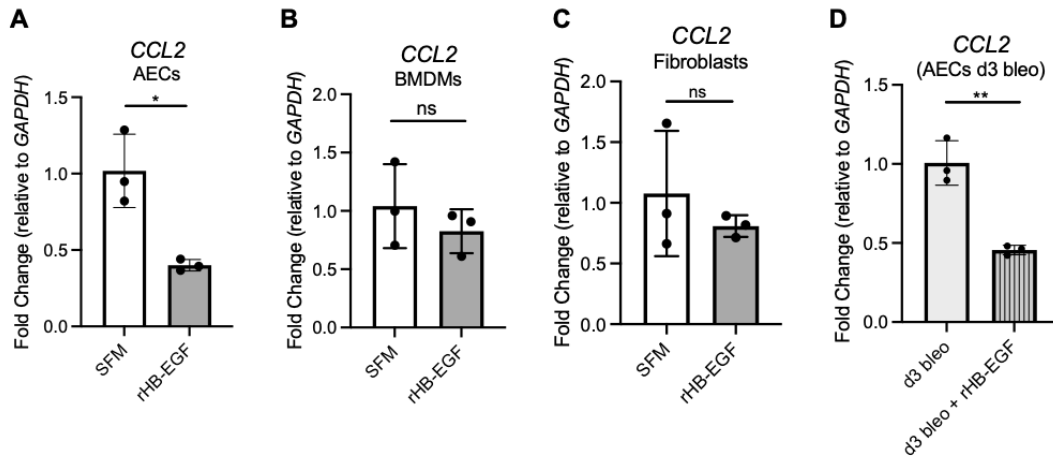 A
CCL2
AECs
Fold Change (relative to GAPDH)
1.5
1.0
0.5
0.0
*
SFM
rHB-EGF
B
CCL2
BMDMs
Fold Change (relative to GAPDH)
2.0
1.5
1.0
0.5
0.0
ns
SFM
rHB-EGF
C
CCL2
Fibroblasts
Fold Change (relative to GAPDH)
2.0
1.5
1.0
0.5
0.0
ns
SFM
rHB-EGF
D
CCL2
(AECs d3 bleo)
Fold Change (relative to GAPDH)
1.5
1.0
0.5
0.0
**
d3 bleo
d3 bleo + rHB-EGF